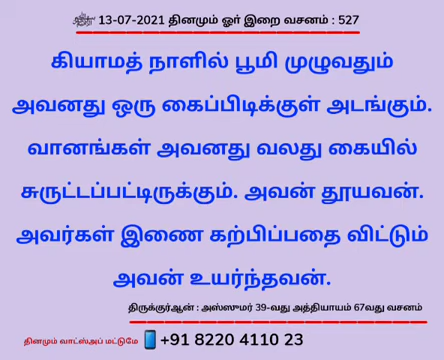 13-07-2021 தினமும் ஓர் இறை வசனம் : 527
கியாமத் நாளில் பூமி முழுவதும்
அவனது ஒரு கைப்பிடிக்குள் அடங்கும்.
வானங்கள் அவனது வலது கையில்
சுருட்டப்பட்டிருக்கும். அவன் தூயவன்.
அவர்கள் இணை கற்பிப்பதை விட்டும்
அவன் உயர்ந்தவன்.
திருக்குர்ஆன் : அஸ்ஸுமர் 39-வது அத்தியாயம் 67வது வசனம்
தினமும் வாட்ஸ்அப் மட்டுமே +91 8220 4110 23